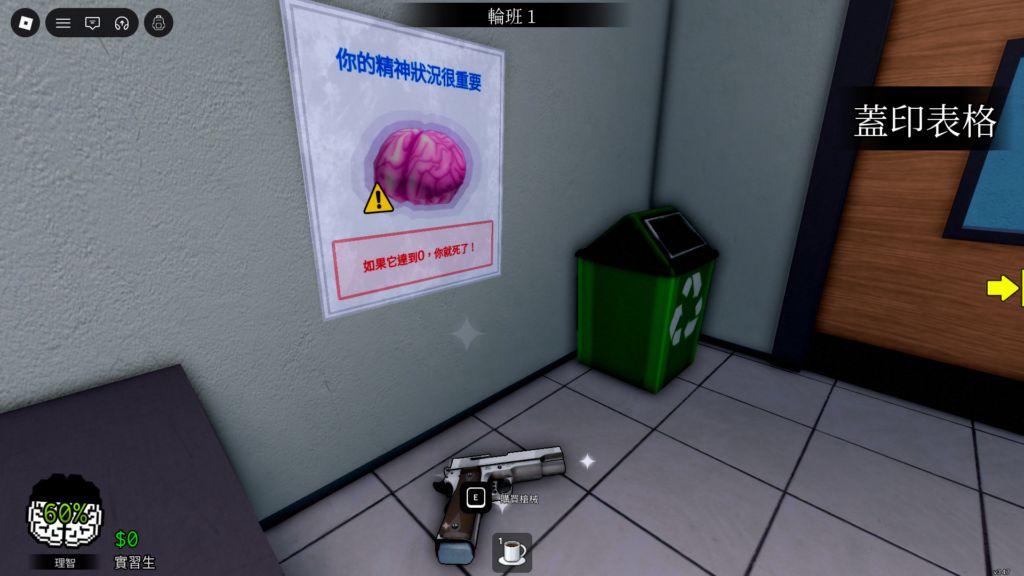 輪班 1
你的精神狀況很重要
蓋印表格
如果它達到0，你就死了！
E
購買槍械
60%
$0
理智
實習生
1